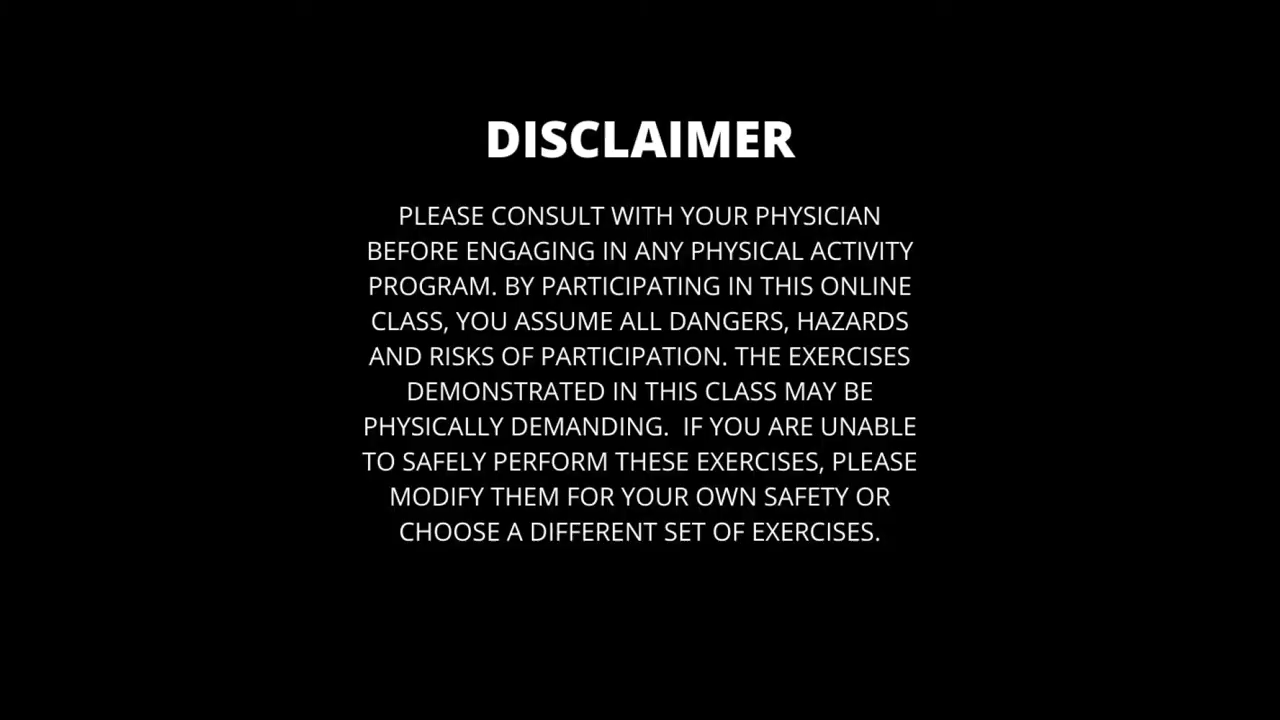 DISCLAIMER
PLEASE CONSULT WITH YOUR PHYSICIAN
BEFORE ENGAGING IN ANY PHYSICAL ACTIVITY
PROGRAM. BY PARTICIPATING IN THIS ONLINE
CLASS, YOU ASSUME ALL DANGERS, HAZARDS
AND RISKS OF PARTICIPATION. THE EXERCISES
DEMONSTRATED IN THIS CLASS MAY BE
PHYSICALLY DEMANDING.  IF YOU ARE UNABLE
TO SAFELY PERFORM THESE EXERCISES, PLEASE
MODIFY THEM FOR YOUR OWN SAFETY OR
CHOOSE A DIFFERENT SET OF EXERCISES.